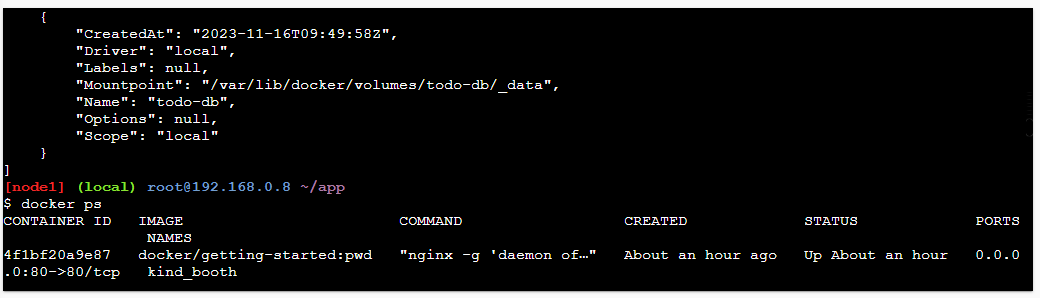 {
"CreatedAt": "2023-11-16T09:49:58Z",
"Driver": "local",
"Labels": null,
"Mountpoint": "/var/lib/docker/volumes/todo-db/_data",
"Name": "todo-db",
"Options": null,
"Scope": "local"
}
]
[node1] (local) root@192.168.0.8 ~/app
$ docker ps
CONTAINER ID   IMAGE                        COMMAND                  CREATED             STATUS             PORTS
NAMES
4f1bf20a9e87   docker/getting-started:pwd   "nginx -g 'daemon of…"   About an hour ago   Up About an hour   0.0.0
.0:80->80/tcp   kind_booth